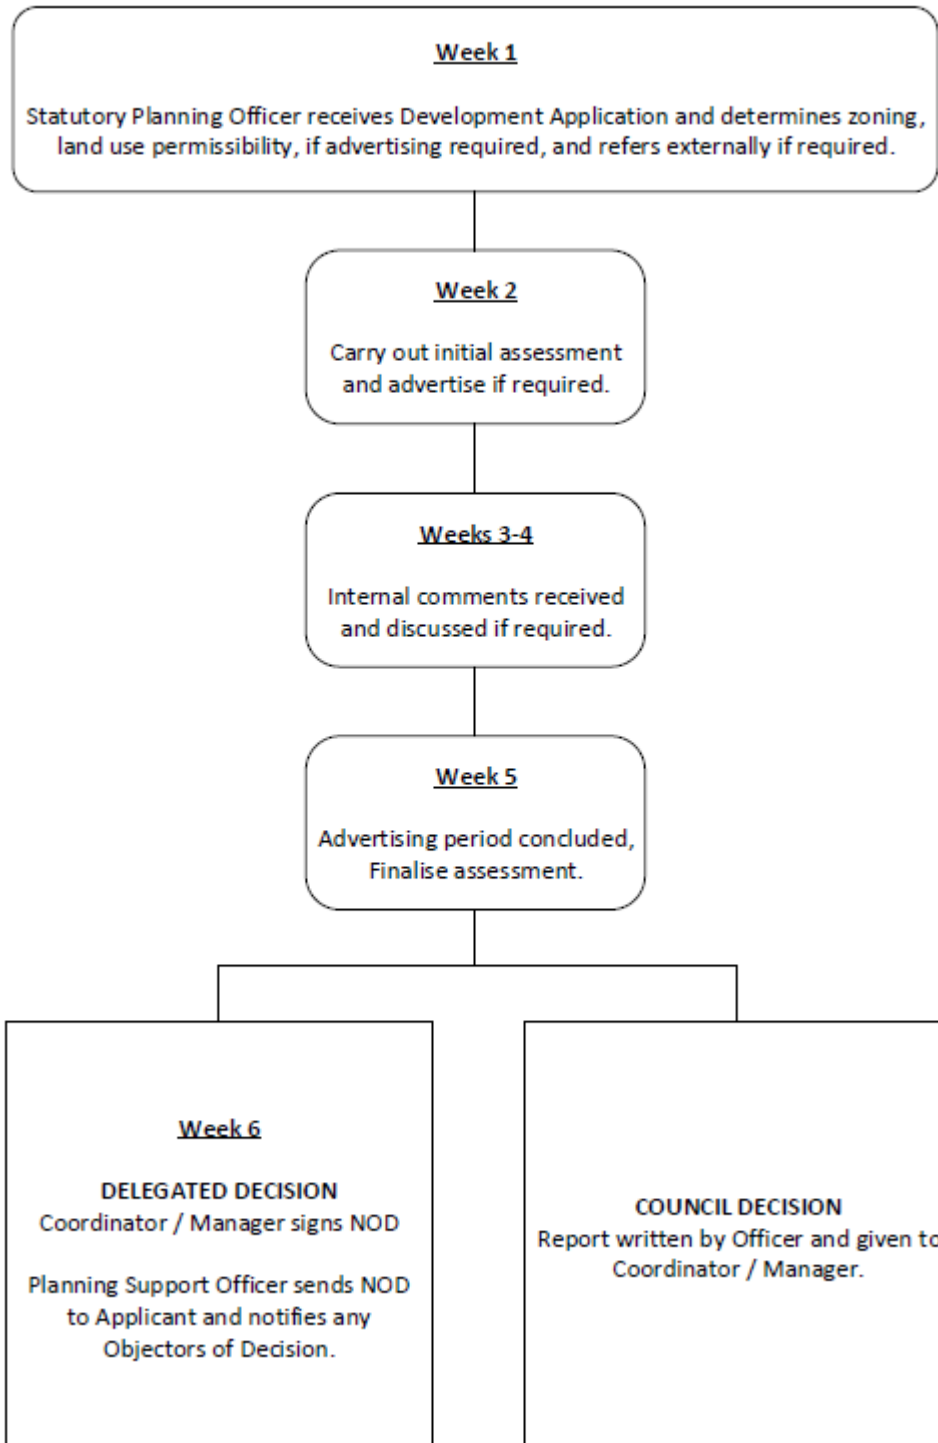 Week 1
Statutory Planning Officer receives Development Application and determines zoning,
land use permissibility, if advertising required, and refers externally if required.
Week 2
Carry out initial assessment
and advertise if required.
Weeks 3-4
Internal comments received
and discussed if required.
Week 5
Advertising period concluded,
Finalise assessment.
Week 6
DELEGATED DECISION
Coordinator / Manager signs NOD
Planning Support Officer sends NOD
to Applicant and notifies any
Objectors of Decision.
COUNCIL DECISION
Report written by Officer and given to
Coordinator / Manager.